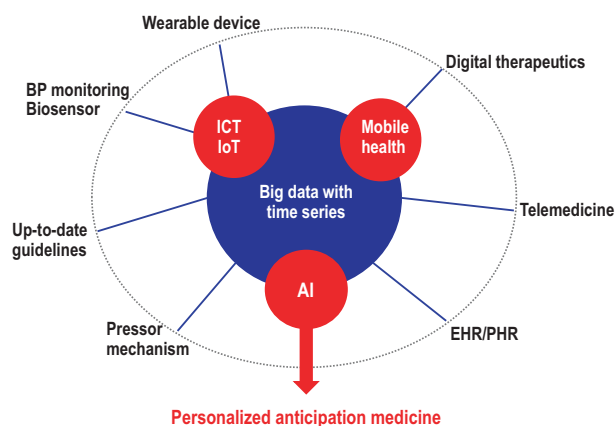 Wearable device
Digital therapeutics
BP monitoring
Biosensor
ICT
IoT
Mobile
health
Big data with
time series
Telemedicine
Up-to-date
guidelines
AI
Pressor
mechanism
EHR/PHR
Personalized anticipation medicine